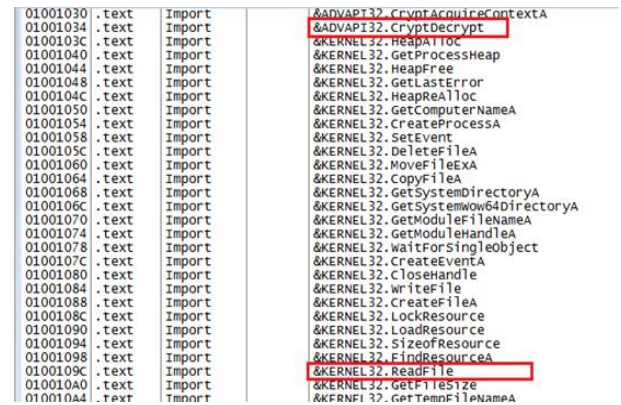 01001030 .text Import &ADVAPI32.CryptAcquireContextA
01001034 .text Import &ADVAPI32.CryptDecrypt
0100103C .text Import &KERNEL32.HeapAlloc
01001040 .text Import &KERNEL32.GetProcessHeap
01001044 .text Import &KERNEL32.HeapFree
01001048 .text Import &KERNEL32.GetLastError
0100104C .text Import &KERNEL32.HeapReAlloc
01001050 .text Import &KERNEL32.GetComputerNameA
01001054 .text Import &KERNEL32.CreateProcessA
01001058 .text Import &KERNEL32.SetEvent
0100105C .text Import &KERNEL32.DeleteFileA
01001060 .text Import &KERNEL32.MoveFileExA
01001064 .text Import &KERNEL32.CopyFileA
01001068 .text Import &KERNEL32.GetSystemDirectoryA
0100106C .text Import &KERNEL32.GetSystemWow64DirectoryA
01001070 .text Import &KERNEL32.GetModuleFileNameA
01001074 .text Import &KERNEL32.GetModuleHandleA
01001078 .text Import &KERNEL32.WaitForSingleObject
0100107C .text Import &KERNEL32.CreateEventA
01001080 .text Import &KERNEL32.CloseHandle
01001084 .text Import &KERNEL32.WriteFile
01001088 .text Import &KERNEL32.CreateFileA
0100108C .text Import &KERNEL32.LockResource
01001090 .text Import &KERNEL32.LoadResource
01001094 .text Import &KERNEL32.SizeofResource
01001098 .text Import &KERNEL32.FindResourceA
0100109C .text Import &KERNEL32.ReadFile
010010A0 .text Import &KERNEL32.GetFileSize
010010A4 .text Import &KERNEL32.GetTempFileNameA